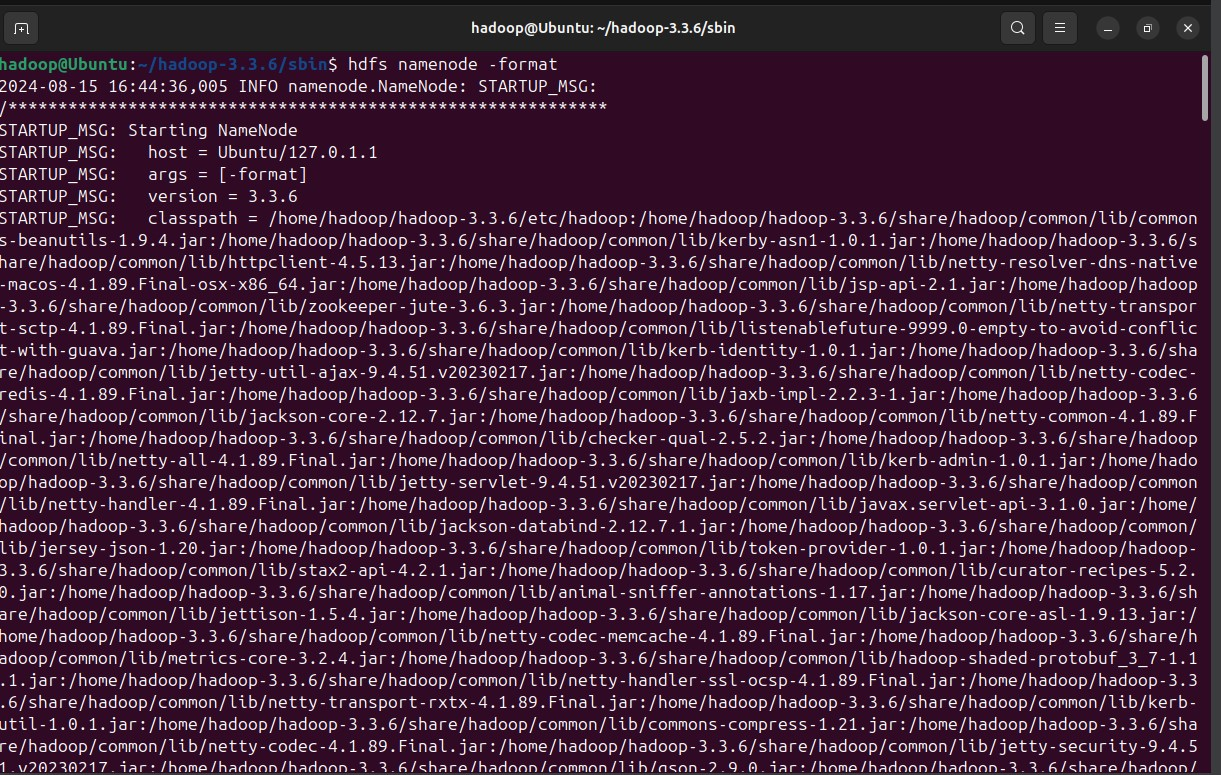 hadoop@Ubuntu: ~/hadoop-3.3.6/sbin
hadoop@Ubuntu:~/hadoop-3.3.6/sbin$ hdfs namenode -format
2024-08-15 16:44:36,005 INFO namenode.NameNode: STARTUP_MSG:
/************************************************************
STARTUP_MSG: Starting NameNode
STARTUP_MSG:   host = Ubuntu/127.0.1.1
STARTUP_MSG:   args = [-format]
STARTUP_MSG:   version = 3.3.6
STARTUP_MSG:   classpath = /home/hadoop/hadoop-3.3.6/etc/hadoop:/home/hadoop/hadoop-3.3.6/share/hadoop/common/lib/common
s-beanutils-1.9.4.jar:/home/hadoop/hadoop-3.3.6/share/hadoop/common/lib/kerby-asn1-1.0.1.jar:/home/hadoop/hadoop-3.3.6/s
hare/hadoop/common/lib/httpclient-4.5.13.jar:/home/hadoop/hadoop-3.3.6/share/hadoop/common/lib/netty-resolver-dns-native
-macos-4.1.89.Final-osx-x86_64.jar:/home/hadoop/hadoop-3.3.6/share/hadoop/common/lib/jsp-api-2.1.jar:/home/hadoop/hadoop
-3.3.6/share/hadoop/common/lib/zookeeper-jute-3.6.3.jar:/home/hadoop/hadoop-3.3.6/share/hadoop/common/lib/netty-transpor
t-sctp-4.1.89.Final.jar:/home/hadoop/hadoop-3.3.6/share/hadoop/common/lib/listenablefuture-9999.0-empty-to-avoid-conflic
t-with-guava.jar:/home/hadoop/hadoop-3.3.6/share/hadoop/common/lib/kerb-identity-1.0.1.jar:/home/hadoop/hadoop-3.3.6/sha
re/hadoop/common/lib/jetty-util-ajax-9.4.51.v20230217.jar:/home/hadoop/hadoop-3.3.6/share/hadoop/common/lib/netty-codec-
redis-4.1.89.Final.jar:/home/hadoop/hadoop-3.3.6/share/hadoop/common/lib/jaxb-impl-2.2.3-1.jar:/home/hadoop/hadoop-3.3.6
/share/hadoop/common/lib/jackson-core-2.12.7.jar:/home/hadoop/hadoop-3.3.6/share/hadoop/common/lib/netty-common-4.1.89.F
inal.jar:/home/hadoop/hadoop-3.3.6/share/hadoop/common/lib/checker-qual-2.5.2.jar:/home/hadoop/hadoop-3.3.6/share/hadoop
/common/lib/netty-all-4.1.89.Final.jar:/home/hadoop/hadoop-3.3.6/share/hadoop/common/lib/kerb-admin-1.0.1.jar:/home/hado
op/hadoop-3.3.6/share/hadoop/common/lib/jetty-servlet-9.4.51.v20230217.jar:/home/hadoop/hadoop-3.3.6/share/hadoop/common
/lib/netty-handler-4.1.89.Final.jar:/home/hadoop/hadoop-3.3.6/share/hadoop/common/lib/javax.servlet-api-3.1.0.jar:/home/
hadoop/hadoop-3.3.6/share/hadoop/common/lib/jackson-databind-2.12.7.1.jar:/home/hadoop/hadoop-3.3.6/share/hadoop/common/
lib/jersey-json-1.20.jar:/home/hadoop/hadoop-3.3.6/share/hadoop/common/lib/token-provider-1.0.1.jar:/home/hadoop/hadoop-
3.3.6/share/hadoop/common/lib/stax2-api-4.2.1.jar:/home/hadoop/hadoop-3.3.6/share/hadoop/common/lib/curator-recipes-5.2.
0.jar:/home/hadoop/hadoop-3.3.6/share/hadoop/common/lib/animal-sniffer-annotations-1.17.jar:/home/hadoop/hadoop-3.3.6/sh
are/hadoop/common/lib/jettison-1.5.4.jar:/home/hadoop/hadoop-3.3.6/share/hadoop/common/lib/jackson-core-asl-1.9.13.jar:/
home/hadoop/hadoop-3.3.6/share/hadoop/common/lib/netty-codec-memcache-4.1.89.Final.jar:/home/hadoop/hadoop-3.3.6/share/h
adoop/common/lib/metrics-core-3.2.4.jar:/home/hadoop/hadoop-3.3.6/share/hadoop/common/lib/hadoop-shaded-protobuf_3_7-1.1
.1.jar:/home/hadoop/hadoop-3.3.6/share/hadoop/common/lib/netty-handler-ssl-ocsp-4.1.89.Final.jar:/home/hadoop/hadoop-3.3
.6/share/hadoop/common/lib/netty-transport-rxtx-4.1.89.Final.jar:/home/hadoop/hadoop-3.3.6/share/hadoop/common/lib/kerb-
util-1.0.1.jar:/home/hadoop/hadoop-3.3.6/share/hadoop/common/lib/commons-compress-1.21.jar:/home/hadoop/hadoop-3.3.6/sha
re/hadoop/common/lib/netty-codec-4.1.89.Final.jar:/home/hadoop/hadoop-3.3.6/share/hadoop/common/lib/jetty-security-9.4.5
1.v20230217.jar:/home/hadoop/hadoop-3.3.6/share/hadoop/common/lib/gson-2.9.0.jar:/home/hadoop/hadoop-3.3.6/share/hadoop/